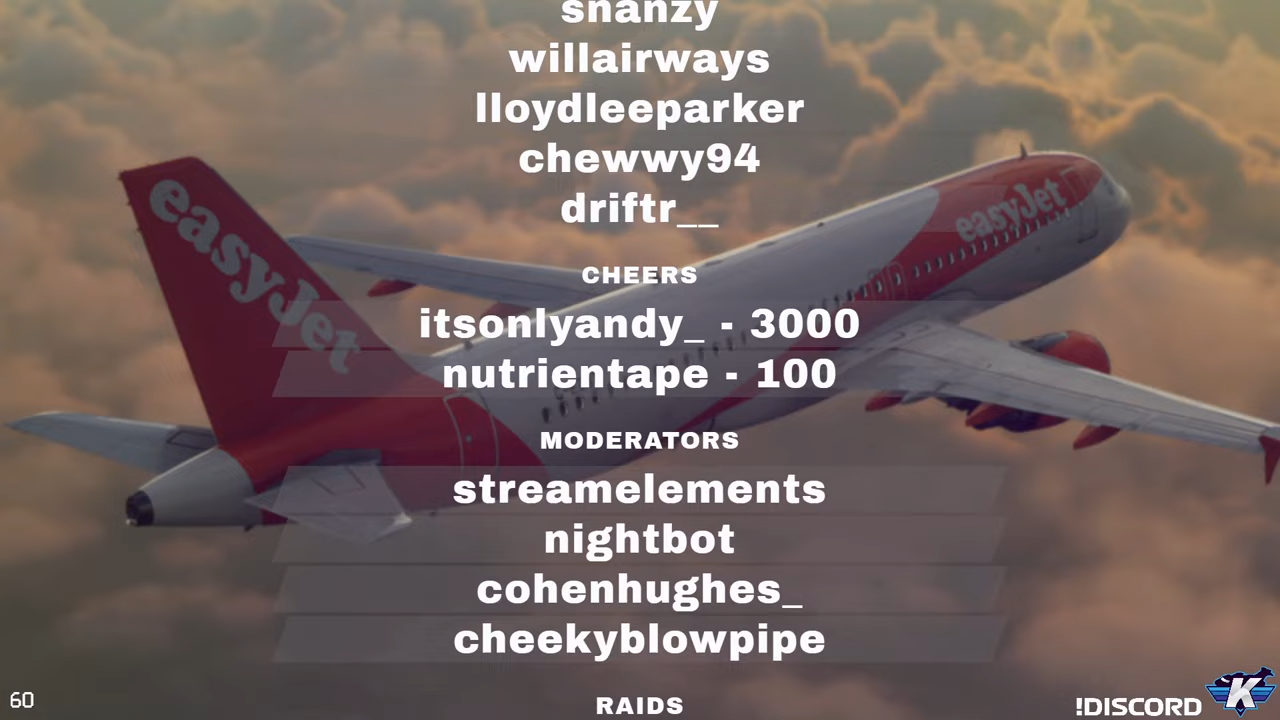 snanzy
willairways
lloydleeparker
chewwy94
driftr__
CHEERS
itsonlyandy_ - 3000
nutrientape - 100
MODERATORS
streamelements
nightbot
cohenhughes_
cheekyblowpipe
RAIDS
easyJet
easyJet
60
!DISCORD
K